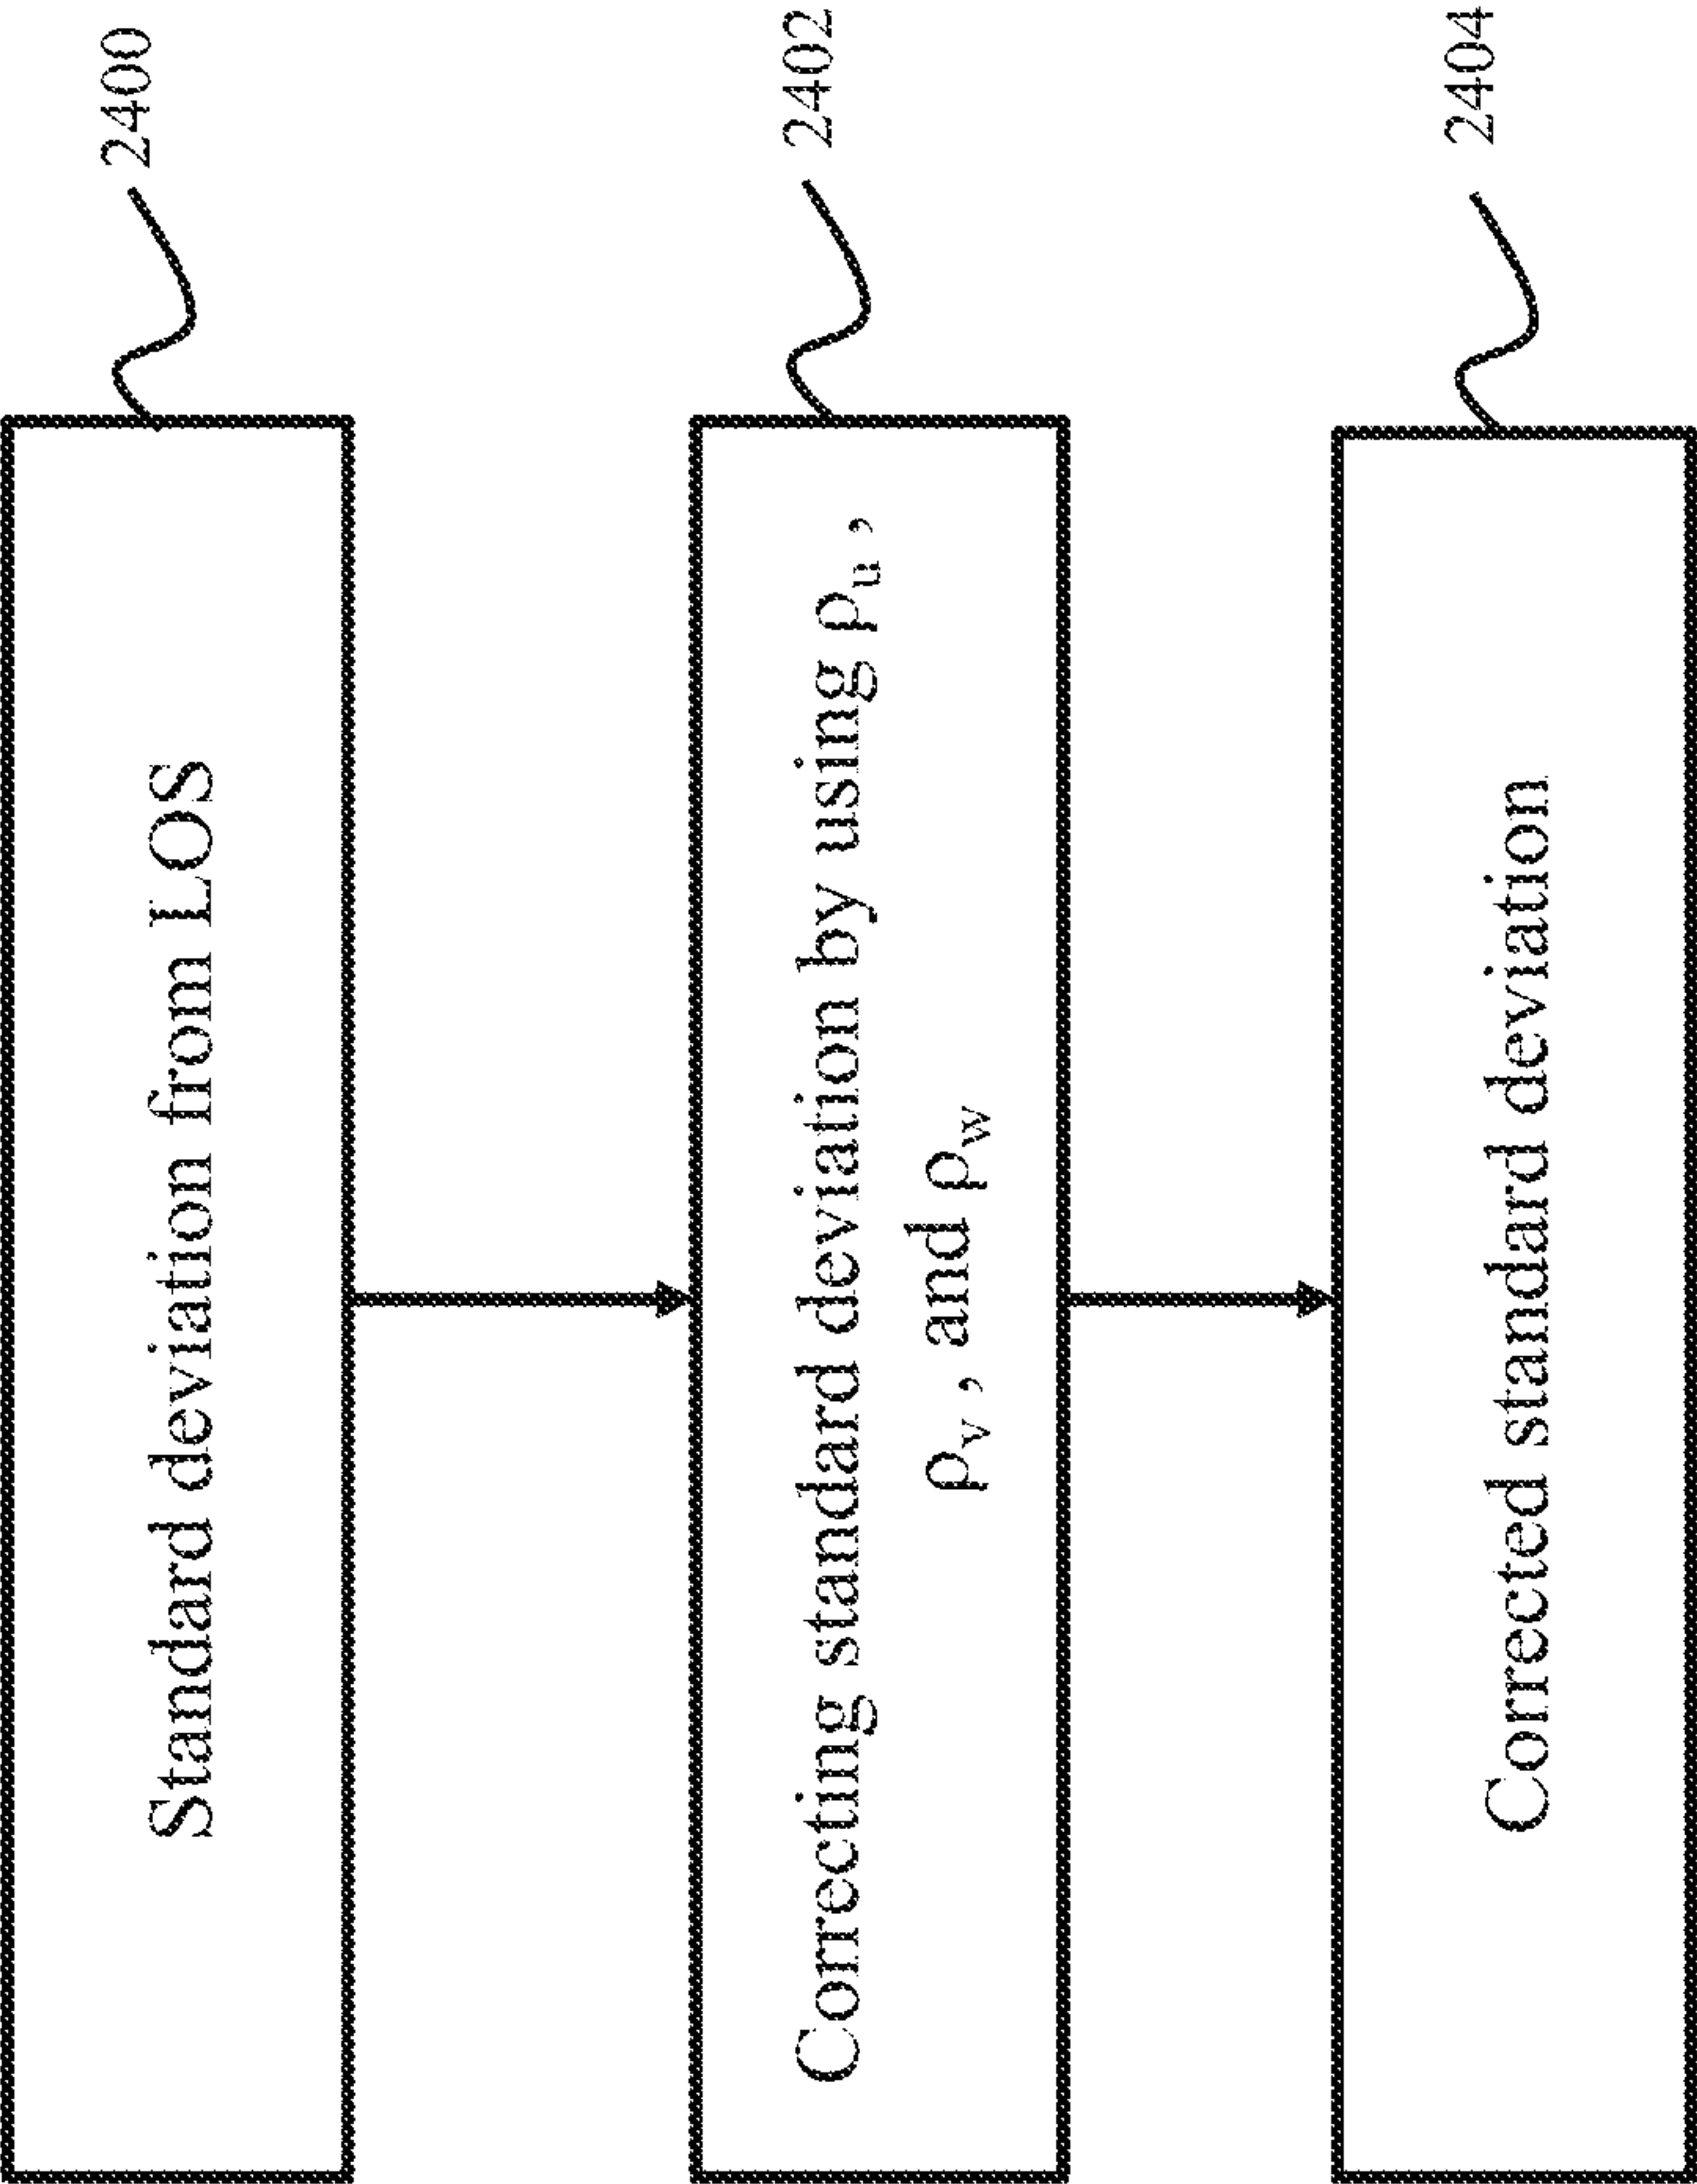 Standard deviation from LOS
2400
Correcting standard deviation by using ρu ,
ρv , and ρw
2402
Corrected standard deviation
2404